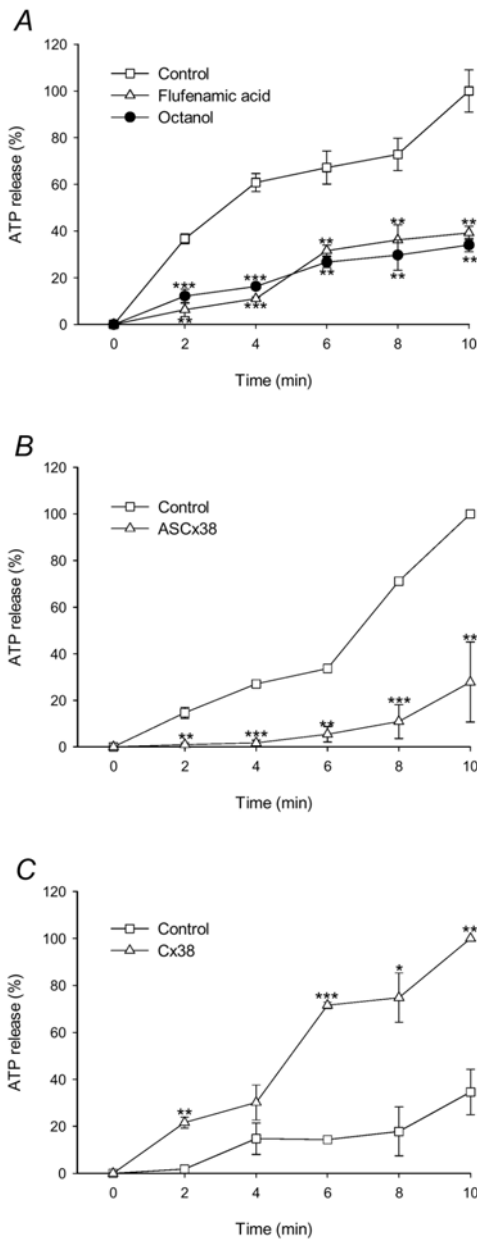 A
120
100
80
60
40
20
0
ATP release (%)
Control
Flufenamic acid
Octanol
***
**
***
***
**
**
**
**
**
**
0 2 4 6 8 10
Time (min)
B
120
100
80
60
40
20
0
ATP release (%)
Control
ASCx38
**
***
**
***
**
0 2 4 6 8 10
Time (min)
C
120
100
80
60
40
20
0
ATP release (%)
Control
Cx38
**
***
*
**
0 2 4 6 8 10
Time (min)